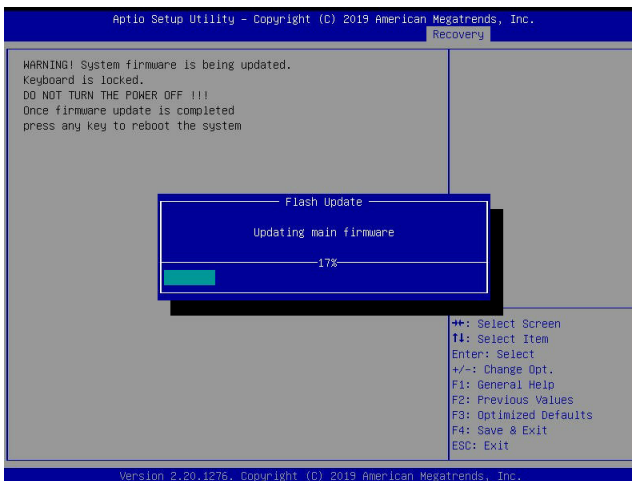 Aptio Setup Utility – Copyright (C) 2019 American Megatrends, Inc.
Recovery
WARNING! System firmware is being updated.
Keyboard is locked.
DO NOT TURN THE POWER OFF !!!
Once firmware update is completed
press any key to reboot the system
Flash Update
Updating main firmware
17%
→←: Select Screen
↑↓: Select Item
Enter: Select
+/-: Change Opt.
F1: General Help
F2: Previous Values
F3: Optimized Defaults
F4: Save & Exit
ESC: Exit
Version 2.20.1276. Copyright (C) 2019 American Megatrends, Inc.